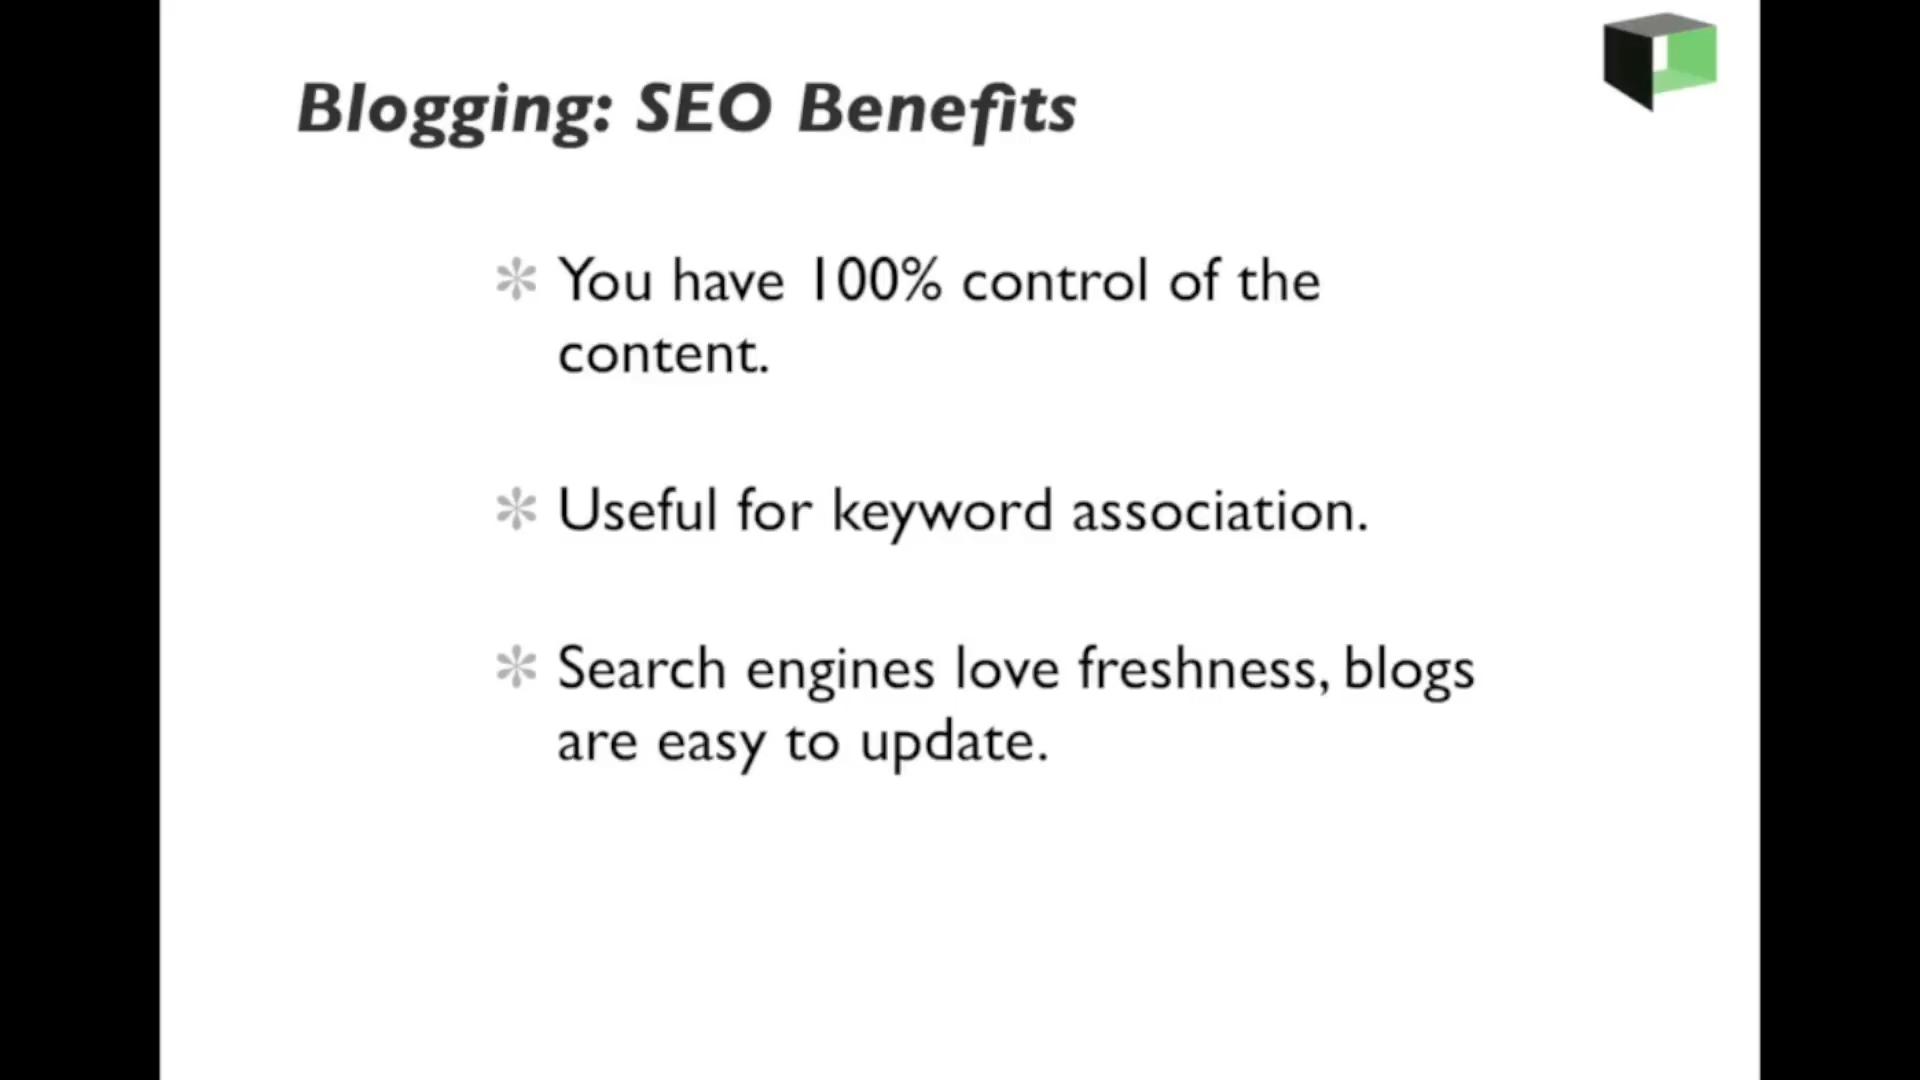 Blogging: SEO Benefits
You have 100% control of the
content.
Useful for keyword association.
Search engines love freshness, blogs
are easy to update.